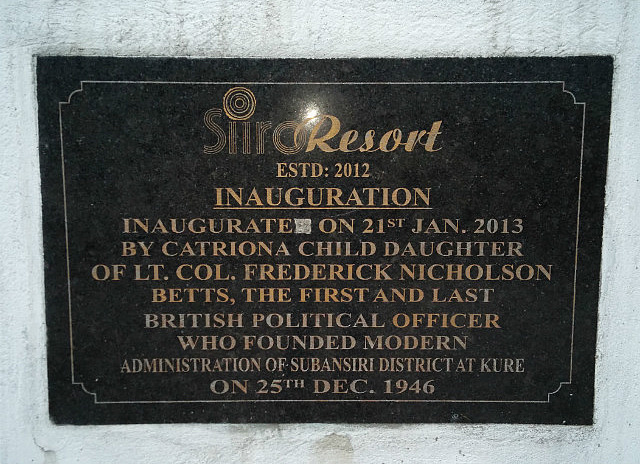 Siiro Resort
ESTD: 2012
INAUGURATION
INAUGURATE ON 21ST JAN. 2013
BY CATRIONA CHILD DAUGHTER
OF LT. COL. FREDERICK NICHOLSON
BETTS, THE FIRST AND LAST
BRITISH POLITICAL OFFICER
WHO FOUNDED MODERN
ADMINISTRATION OF SUBANSIRI DISTRICT AT KURE
ON 25TH DEC. 1946